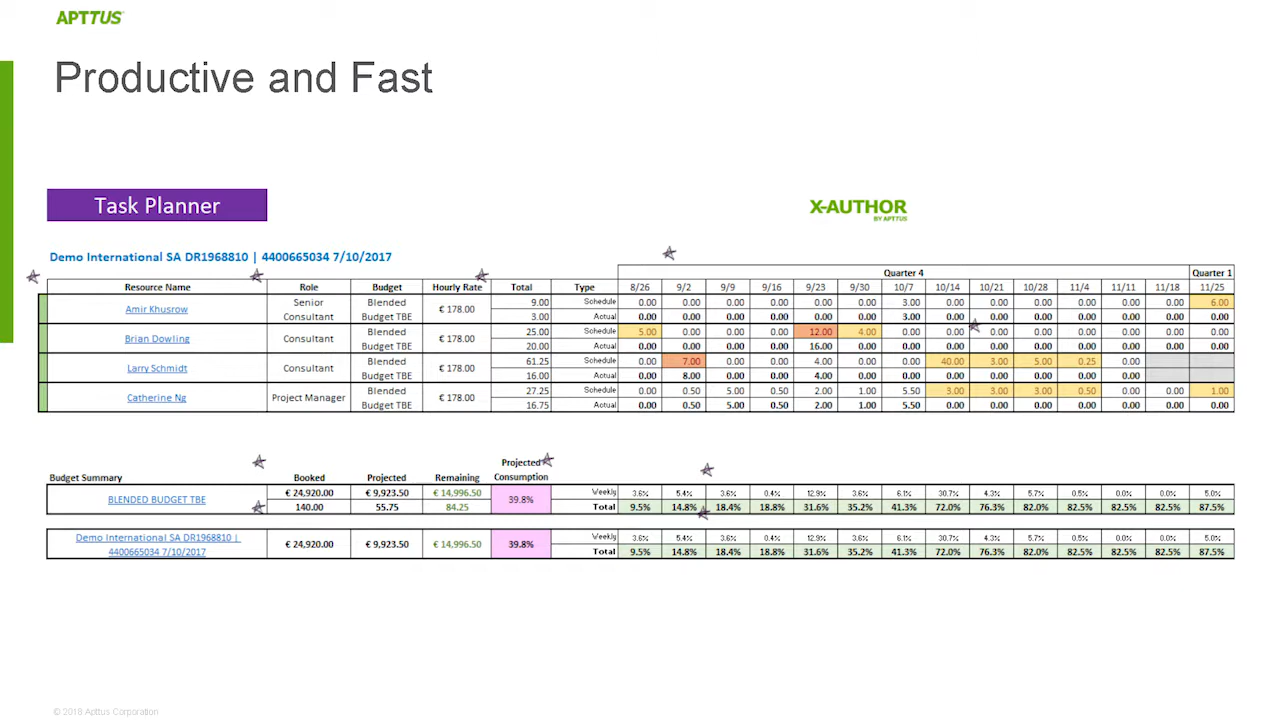 APTTUS
Productive and Fast
Task Planner
X-AUTHOR
BY APTTUS
Demo International SA DR1968810 | 4400665034 7/10/2017
Quarter 4 Quarter 1
Resource Name Role Budget Hourly Rate Total Type 8/26 9/2 9/9 9/16 9/23 9/30 10/7 10/14 10/21 10/28 11/4 11/11 11/18 11/25
Amir Khusrow Senior Consultant Blended Budget TBE € 178.00
9.00 Schedule 0.00 0.00 0.00 0.00 0.00 0.00 3.00 0.00 0.00 0.00 0.00 0.00 0.00 6.00
3.00 Actual 0.00 0.00 0.00 0.00 0.00 0.00 3.00 0.00 0.00 0.00 0.00 0.00 0.00 0.00
Brian Dowling Consultant Blended Budget TBE € 178.00
25.00 Schedule 5.00 0.00 0.00 0.00 12.00 4.00 0.00 0.00 0.00 0.00 0.00 0.00 0.00 0.00
20.00 Actual 0.00 0.00 0.00 0.00 16.00 0.00 0.00 0.00 0.00 0.00 0.00 0.00 0.00 0.00
Larry Schmidt Consultant Blended Budget TBE € 178.00
61.25 Schedule 0.00 7.00 0.00 0.00 4.00 0.00 0.00 40.00 3.00 5.00 0.25 0.00
16.00 Actual 0.00 8.00 0.00 0.00 4.00 0.00 0.00 0.00 0.00 0.00 0.00 0.00
Catherine Ng Project Manager Blended Budget TBE € 178.00
27.25 Schedule 0.00 0.50 5.00 0.50 2.00 1.00 5.50 3.00 3.00 3.00 0.50 0.00 0.00 1.00
16.75 Actual 0.00 0.50 5.00 0.50 2.00 1.00 5.50 0.00 0.00 0.00 0.00 0.00 0.00 0.00
Budget Summary Booked Projected Remaining Projected Consumption
BLENDED BUDGET TBE
€ 24,920.00 € 9,923.50 € 14,996.50 39.8% Weekly 3.6% 5.4% 3.6% 0.4% 12.9% 3.6% 6.1% 30.7% 4.3% 5.7% 0.5% 0.0% 0.0% 5.0%
140.00 55.75 84.25 Total 9.5% 14.8% 18.4% 18.8% 31.6% 35.2% 41.3% 72.0% 76.3% 82.0% 82.5% 82.5% 82.5% 87.5%
Demo International SA DR1968810 |
4400665034 7/10/2017
€ 24,920.00 € 9,923.50 € 14,996.50 39.8% Weekly 3.6% 5.4% 3.6% 0.4% 12.9% 3.6% 6.1% 30.7% 4.3% 5.7% 0.5% 0.0% 0.0% 5.0%
Total 9.5% 14.8% 18.4% 18.8% 31.6% 35.2% 41.3% 72.0% 76.3% 82.0% 82.5% 82.5% 82.5% 87.5%
© 2018 Apttus Corporation